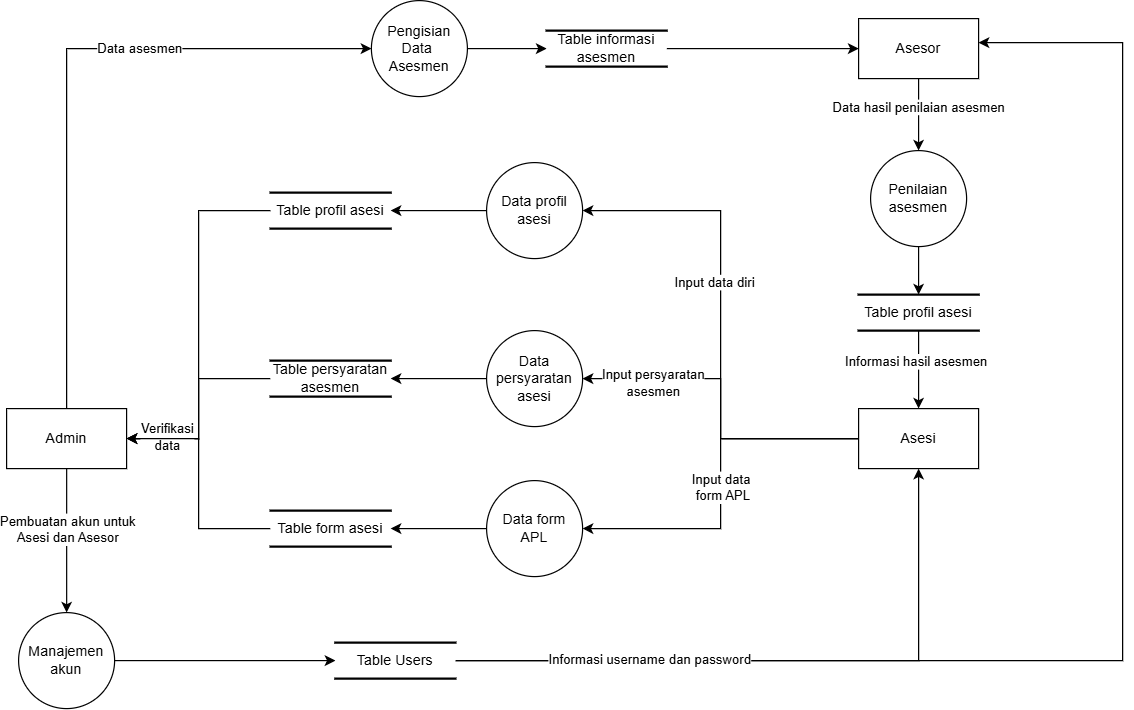 Data asesmen
Pengisian
Data
Asesmen
Table informasi
asesmen
Asesor
Data hasil penilaian asesmen
Penilaian
asesmen
Table profil asesi
Data profil
asesi
Input data diri
Table profil asesi
Informasi hasil asesmen
Table persyaratan
asesmen
Data
persyaratan
asesi
Input persyaratan
asesmen
Admin
Verifikasi
data
Asesi
Input data
form APL
Pembuatan akun untuk
Asesi dan Asesor
Table form asesi
Data form
APL
Manajemen
akun
Table Users
Informasi username dan password